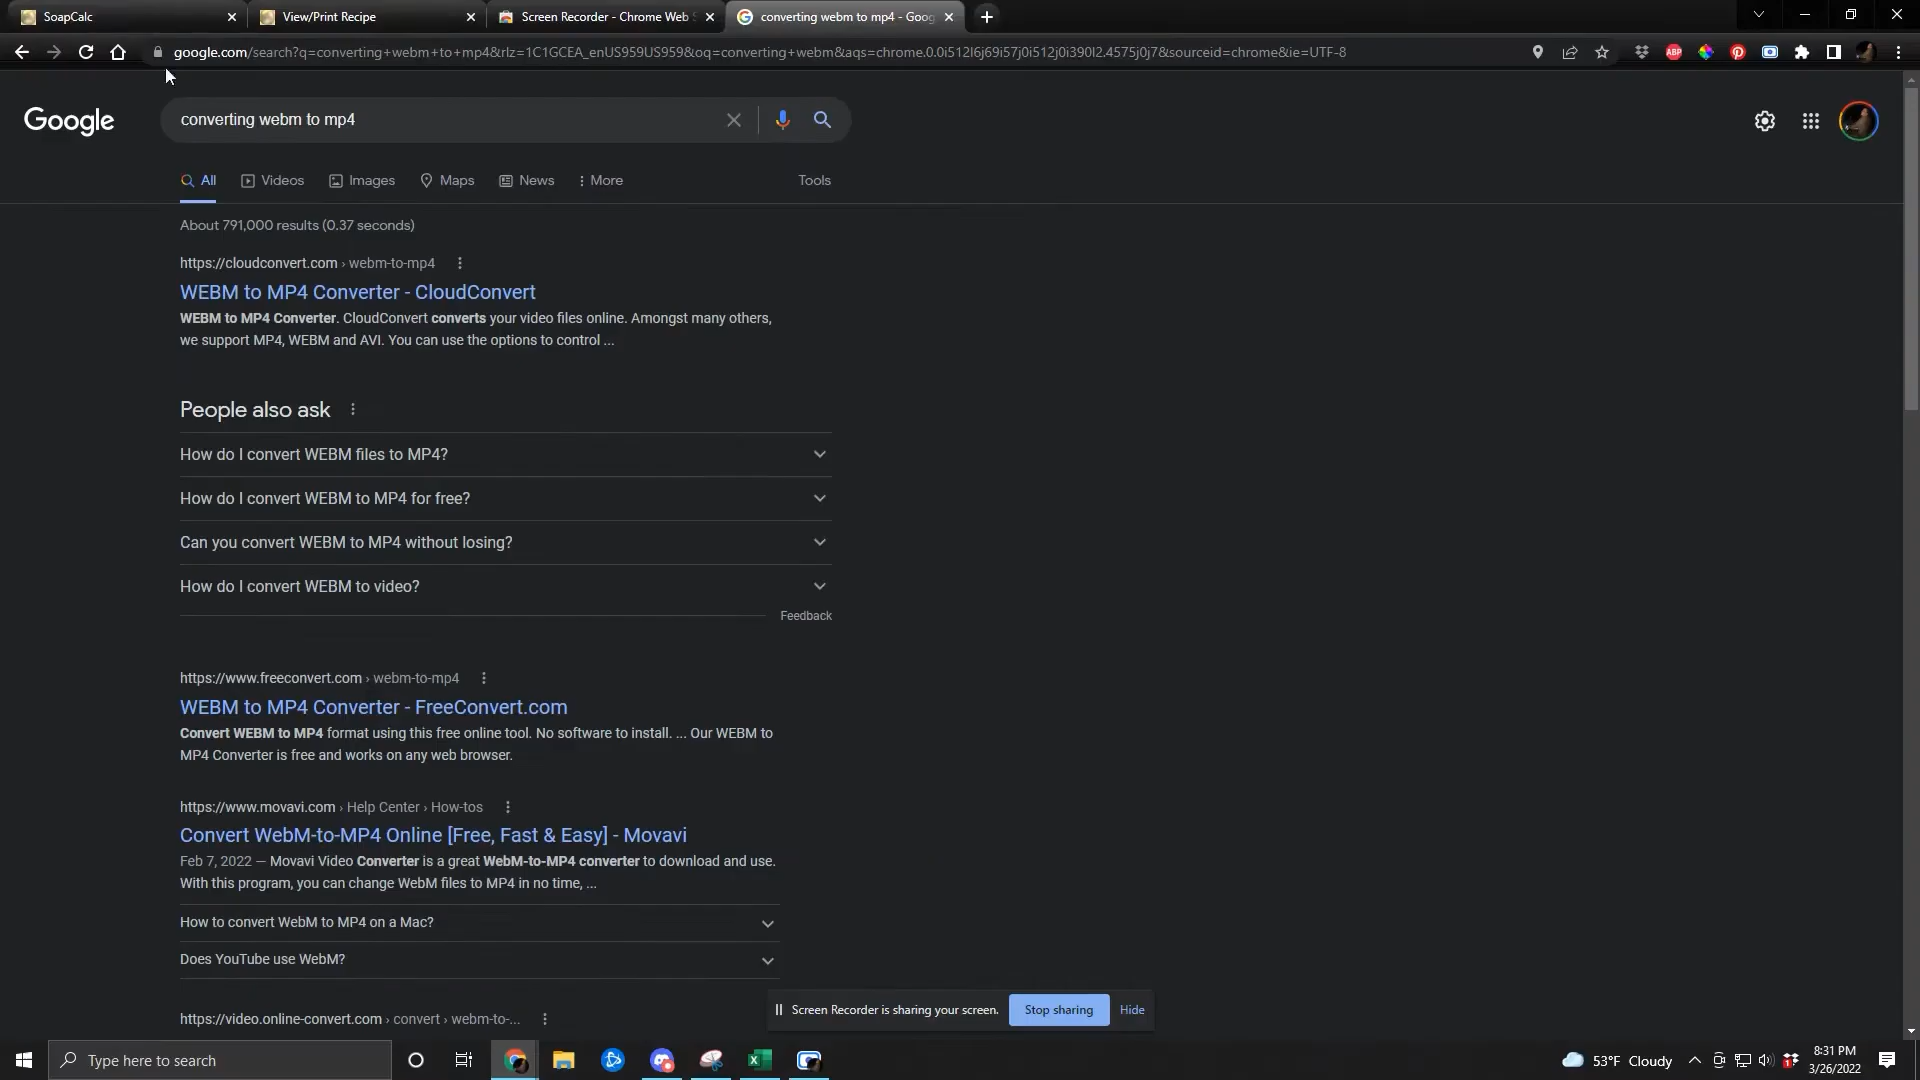 SoapCalc
View/Print Recipe
Screen Recorder - Chrome Web S
converting webm to mp4 - Goog
google.com/search?q=converting+webm+to+mp4&rlz=1C1GCEA_enUS959US959&oq=converting+webm&aqs=chrome.0.0i512l6j69i57j0i512j0i390l2.4575j0j7&sourceid=chrome&ie=UTF-8
ABP
Google
converting webm to mp4
All
Videos
Images
Maps
News
More
Tools
About 791,000 results (0.37 seconds)
https://cloudconvert.com › webm-to-mp4
WEBM to MP4 Converter - CloudConvert
WEBM to MP4 Converter. CloudConvert converts your video files online. Amongst many others,
we support MP4, WEBM and AVI. You can use the options to control ...
People also ask
How do I convert WEBM files to MP4?
How do I convert WEBM to MP4 for free?
Can you convert WEBM to MP4 without losing?
How do I convert WEBM to video?
Feedback
https://www.freeconvert.com › webm-to-mp4
WEBM to MP4 Converter - FreeConvert.com
Convert WEBM to MP4 format using this free online tool. No software to install. ... Our WEBM to
MP4 Converter is free and works on any web browser.
https://www.movavi.com › Help Center › How-tos
Convert WebM-to-MP4 Online [Free, Fast & Easy] - Movavi
Feb 7, 2022 — Movavi Video Converter is a great WebM-to-MP4 converter to download and use.
With this program, you can change WebM files to MP4 in no time, ...
How to convert WebM to MP4 on a Mac?
Does YouTube use WebM?
https://video.online-convert.com › convert › webm-to-...
Screen Recorder is sharing your screen.
Stop sharing
Hide
Type here to search
53°F Cloudy
8:31 PM
3/26/2022